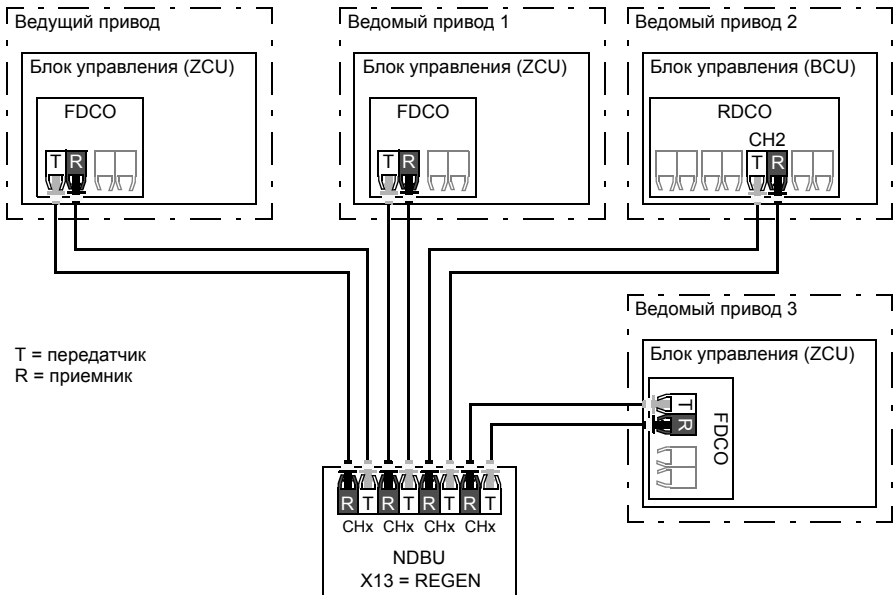 Ведущий привод
Блок управления (ZCU)
FDCO
T R
Ведомый привод 1
Блок управления (ZCU)
FDCO
T R
Ведомый привод 2
Блок управления (BCU)
RDCO
CH2
T R
T = передатчик
R = приемник
Ведомый привод 3
Блок управления (ZCU)
T
R
FDCO
R T R T R T R T
CHx CHx CHx CHx
NDBU
X13 = REGEN